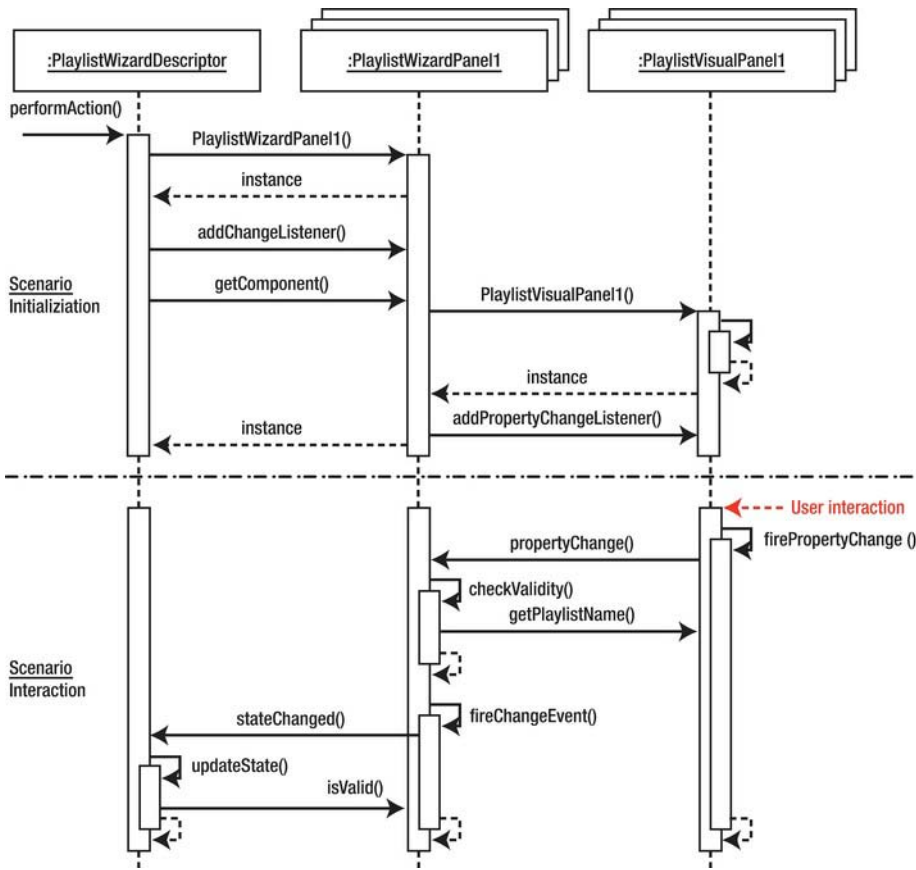 :PlaylistWizardDescriptor
:PlaylistWizardPanel1
:PlaylistVisualPanel1
performAction()
PlaylistWizardPanel1()
instance
addChangeListener()
Scenario
Initializiation
getComponent()
PlaylistVisualPanel1()
instance
instance
addPropertyChangeListener()
User interaction
firePropertyChange ()
propertyChange()
checkValidity()
getPlaylistName()
Scenario
Interaction
stateChanged()
fireChangeEvent()
updateState()
isValid()